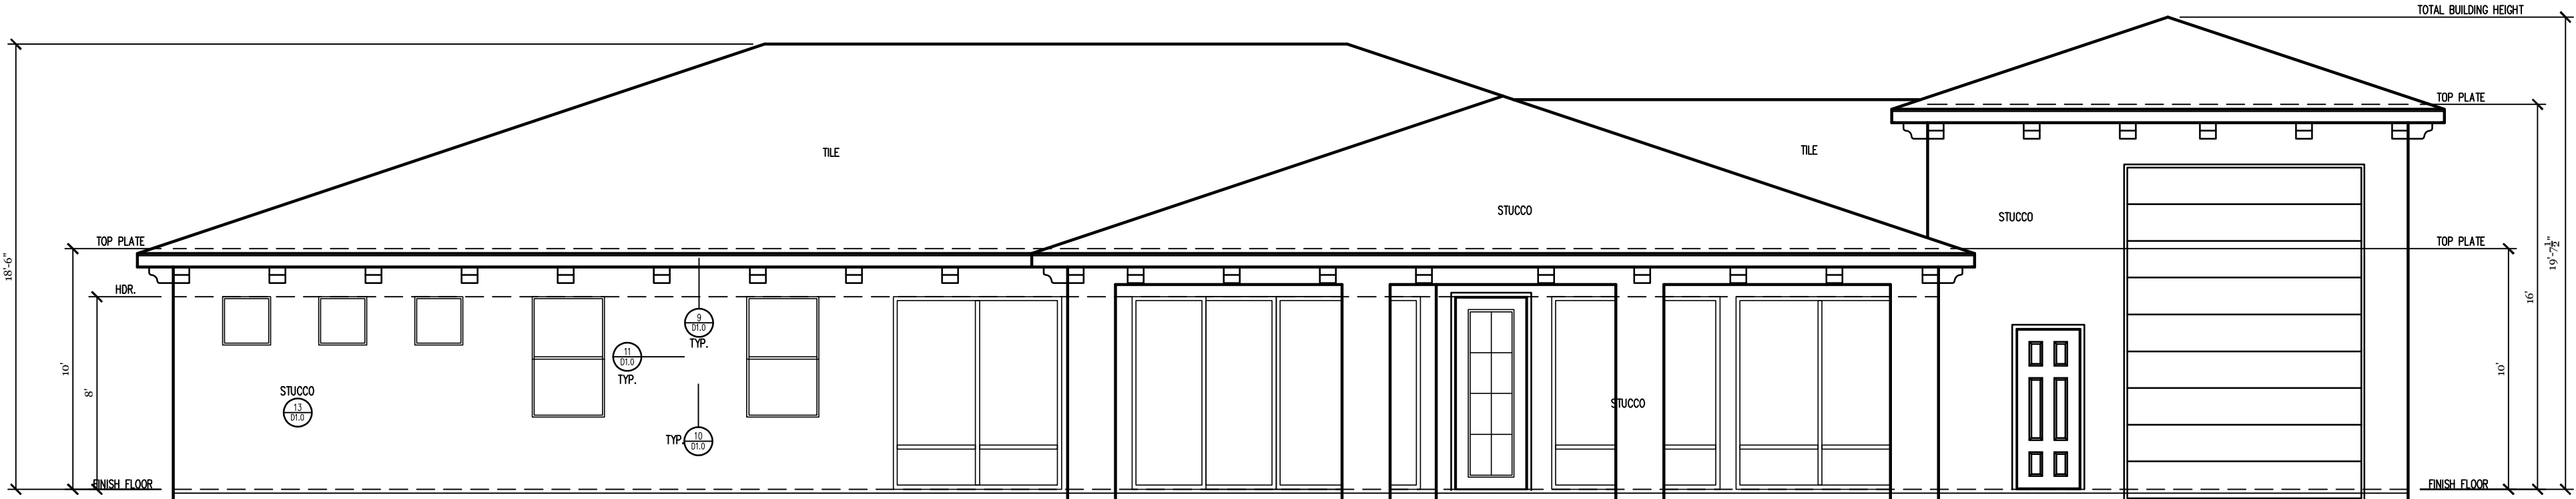 TOTAL BUILDING HEIGHT
TOP PLATE
TILE
TILE
STUCCO
STUCCO
TOP PLATE
TOP PLATE
18'-6"
19'-7 1/2"
16'
HDR.
9
D1.0
TYP.
11
D1.0
TYP.
10'
10'
8'
STUCCO
13
D1.0
STUCCO
TYP.
10
D1.0
FINISH FLOOR
FINISH FLOOR